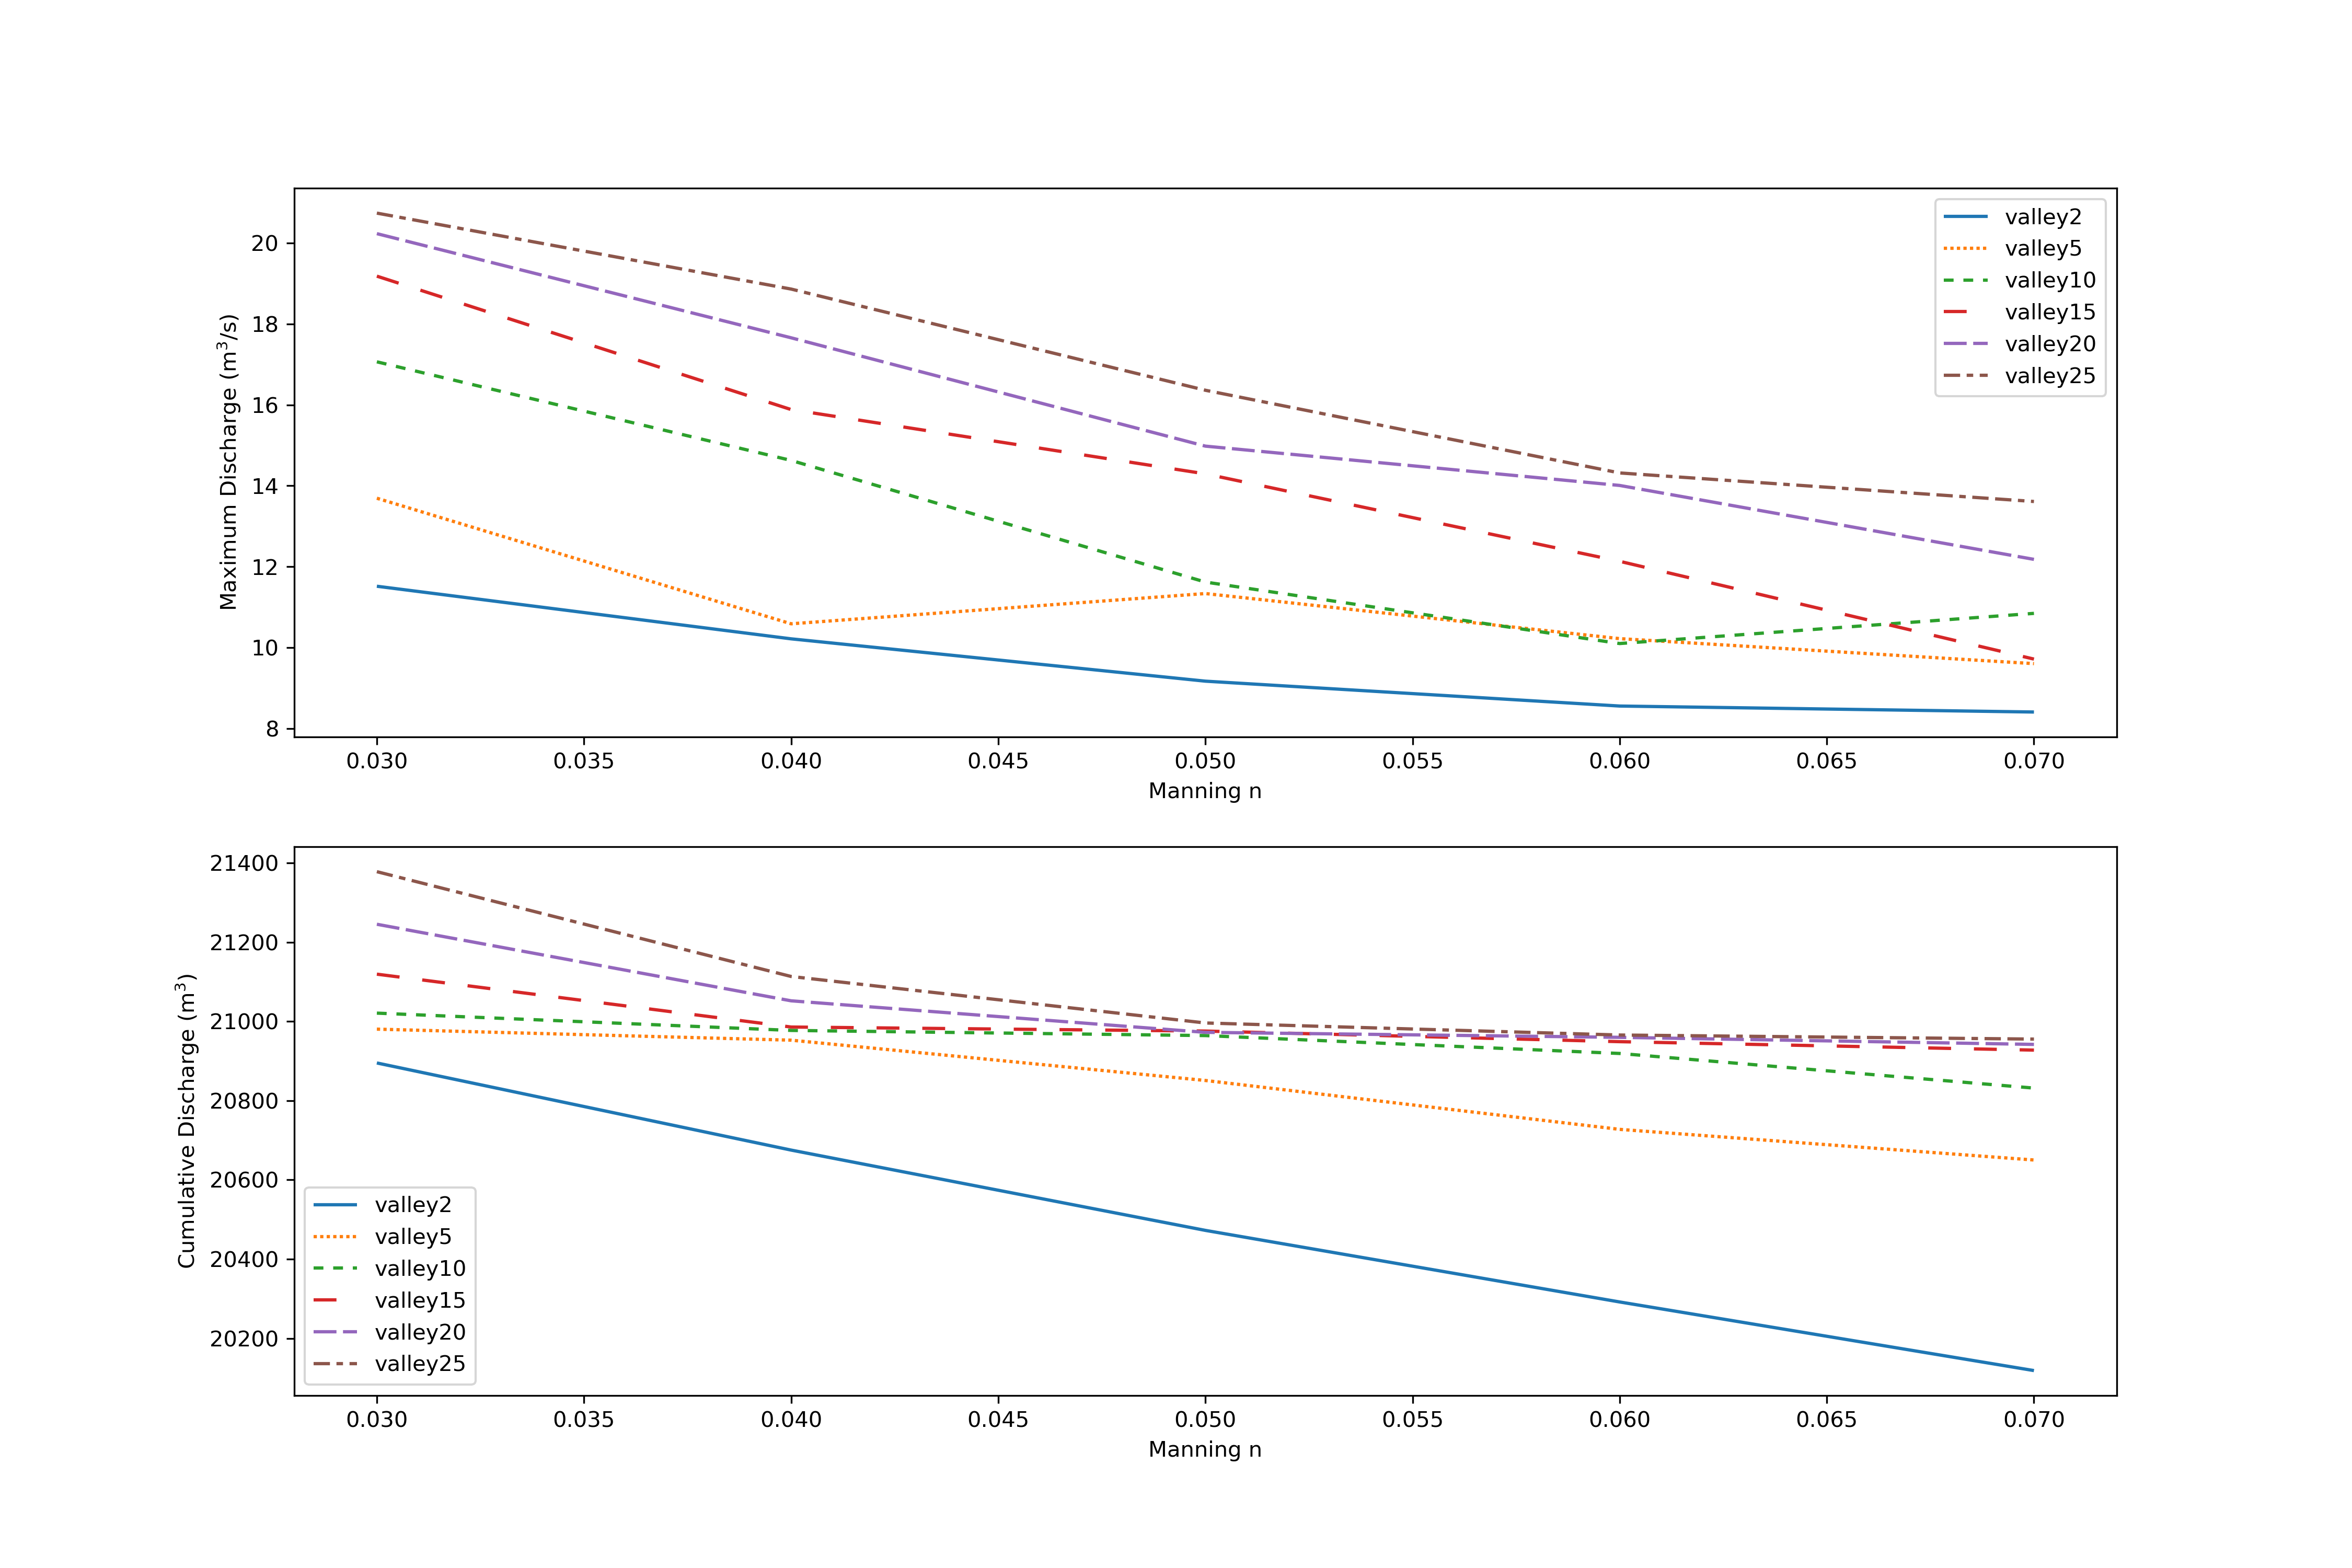 20
18
16
14
12
10
8
Maximum Discharge (m³/s)
valley2
valley5
valley10
valley15
valley20
valley25
0.030 0.035 0.040 0.045 0.050 0.055 0.060 0.065 0.070
Manning n
21400
21200
21000
20800
20600
20400
20200
Cumulative Discharge (m³)
valley2
valley5
valley10
valley15
valley20
valley25
0.030 0.035 0.040 0.045 0.050 0.055 0.060 0.065 0.070
Manning n